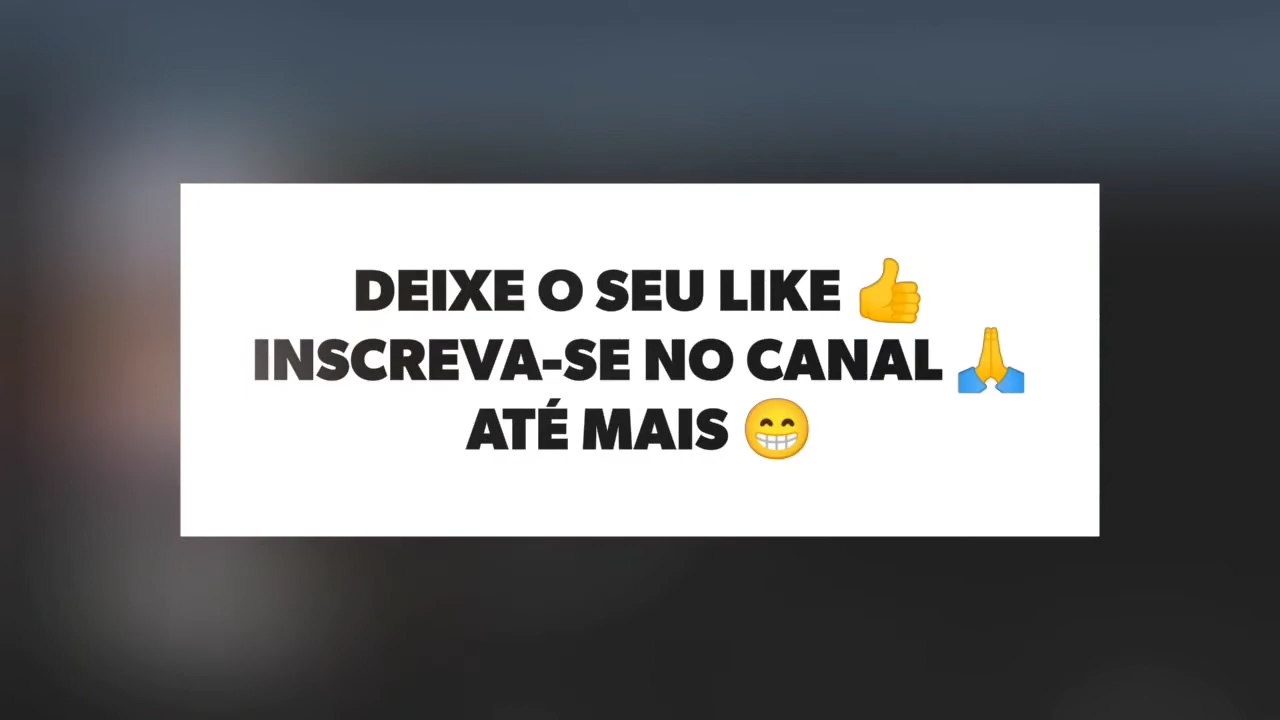 DEIXE O SEU LIKE 👍
INSCREVA-SE NO CANAL 🙏
ATÉ MAIS 😁